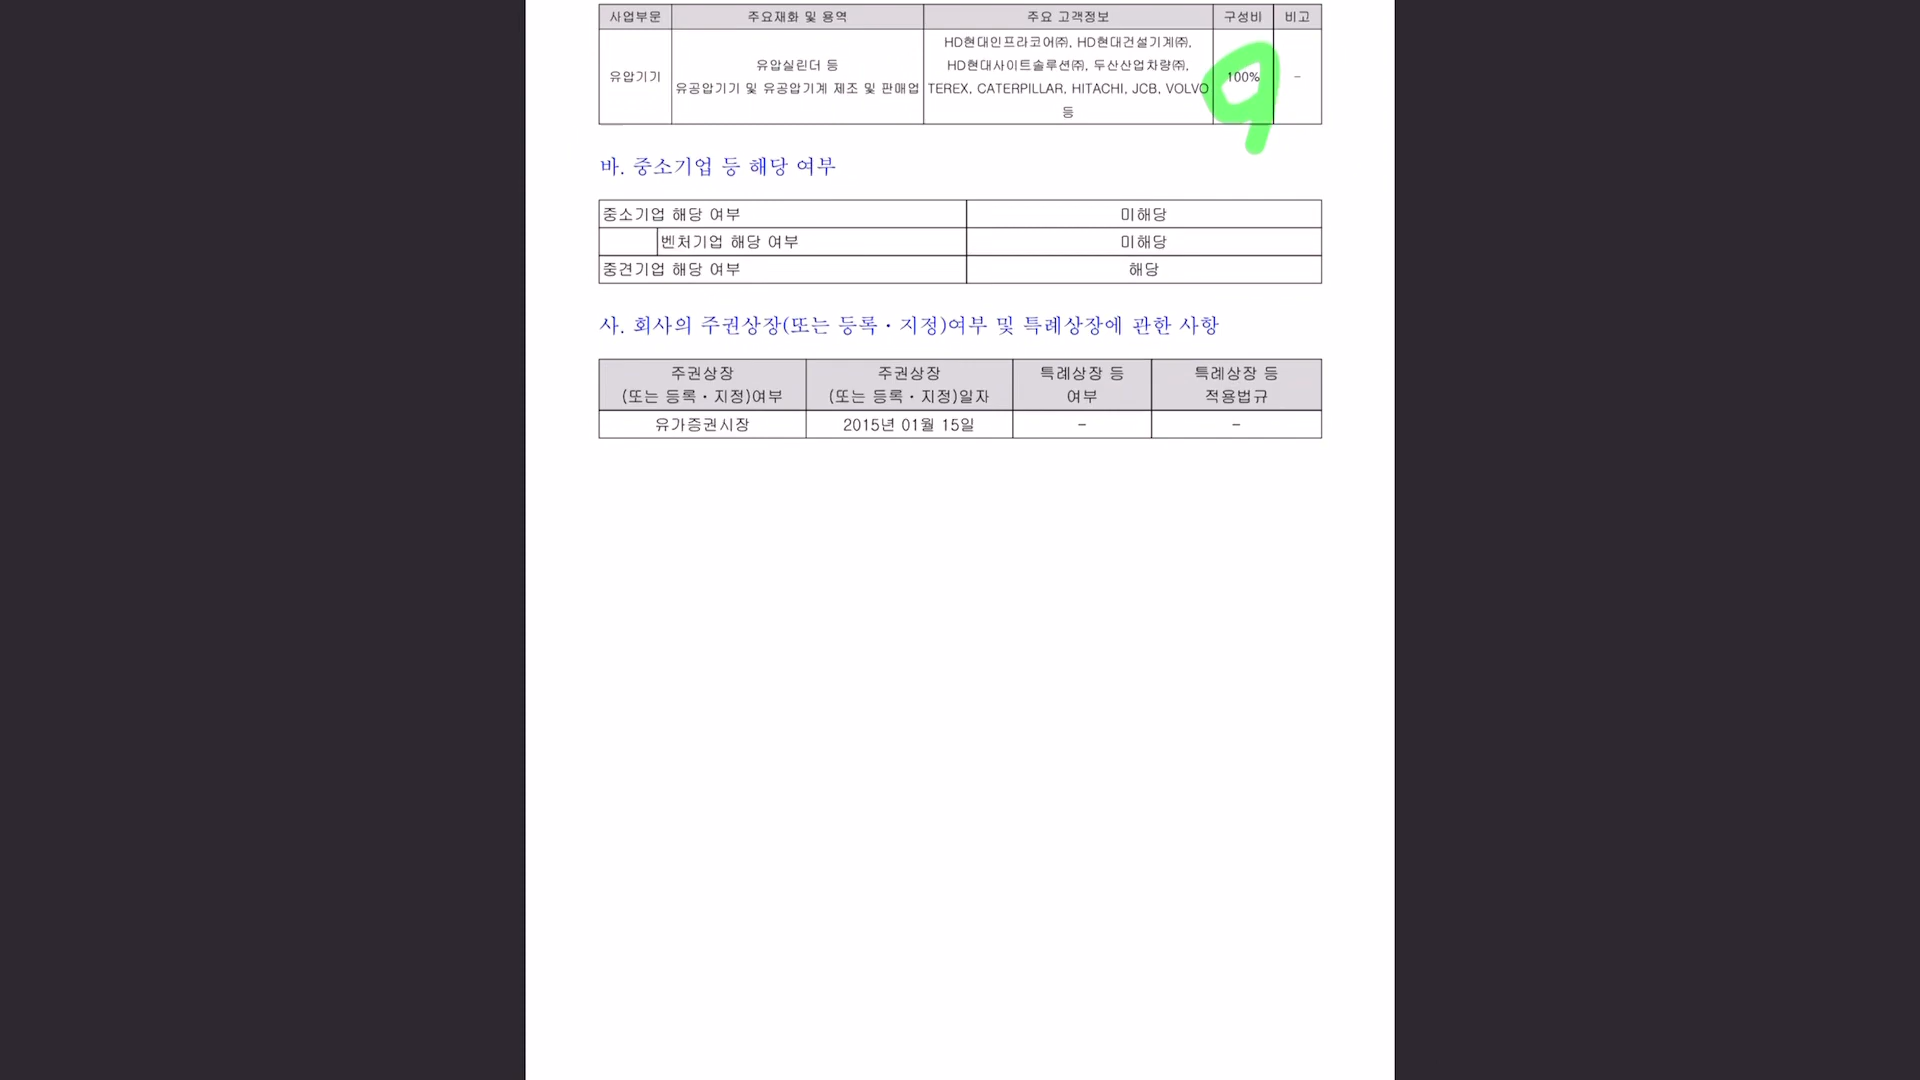 사업부문 주요재화 및 용역 주요 고객정보 구성비 비고
HD현대인프라코어㈜, HD현대건설기계㈜,
유압실린더 등 HD현대사이트솔루션㈜, 두산산업차량㈜,
유압기기 100% -
유공압기기 및 유공압기계 제조 및 판매업 TEREX, CATERPILLAR, HITACHI, JCB, VOLVO
등
바. 중소기업 등 해당 여부
중소기업 해당 여부 미해당
벤처기업 해당 여부 미해당
중견기업 해당 여부 해당
사. 회사의 주권상장(또는 등록·지정)여부 및 특례상장에 관한 사항
주권상장 주권상장 특례상장 등 특례상장 등
(또는 등록·지정)여부 (또는 등록·지정)일자 여부 적용법규
유가증권시장 2015년 01월 15일 - -